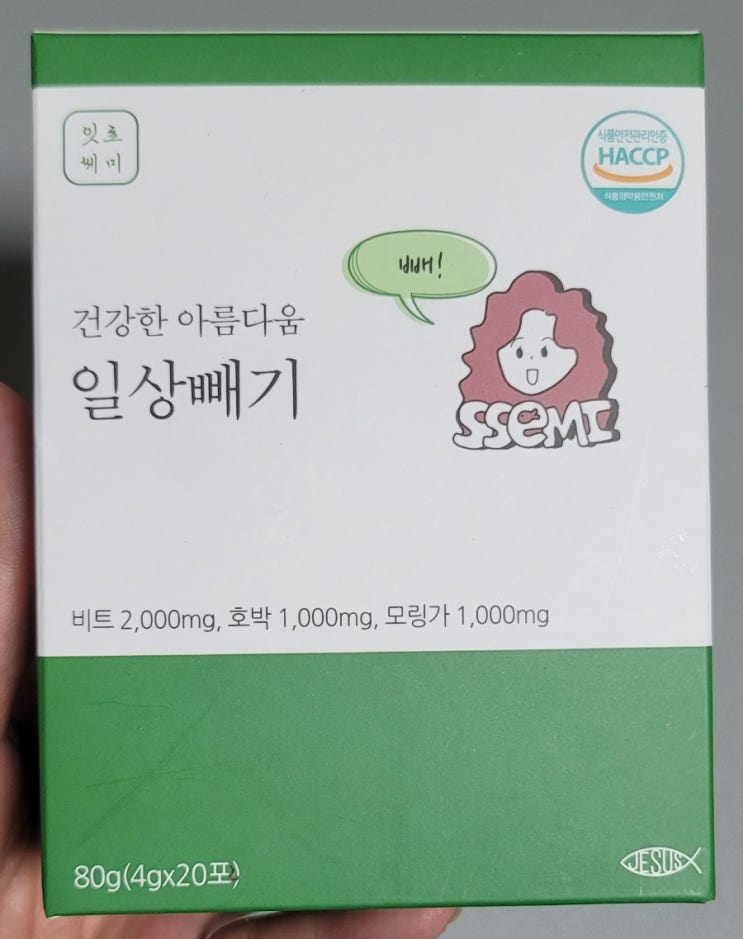 잇츠
쎄미
식품안전관리인증
HACCP
식품의약품안전처
빼!
건강한 아름다움
일상빼기
SSEMI
비트 2,000mg, 호박 1,000mg, 모링가 1,000mg
80g(4gx20포)
JESUS